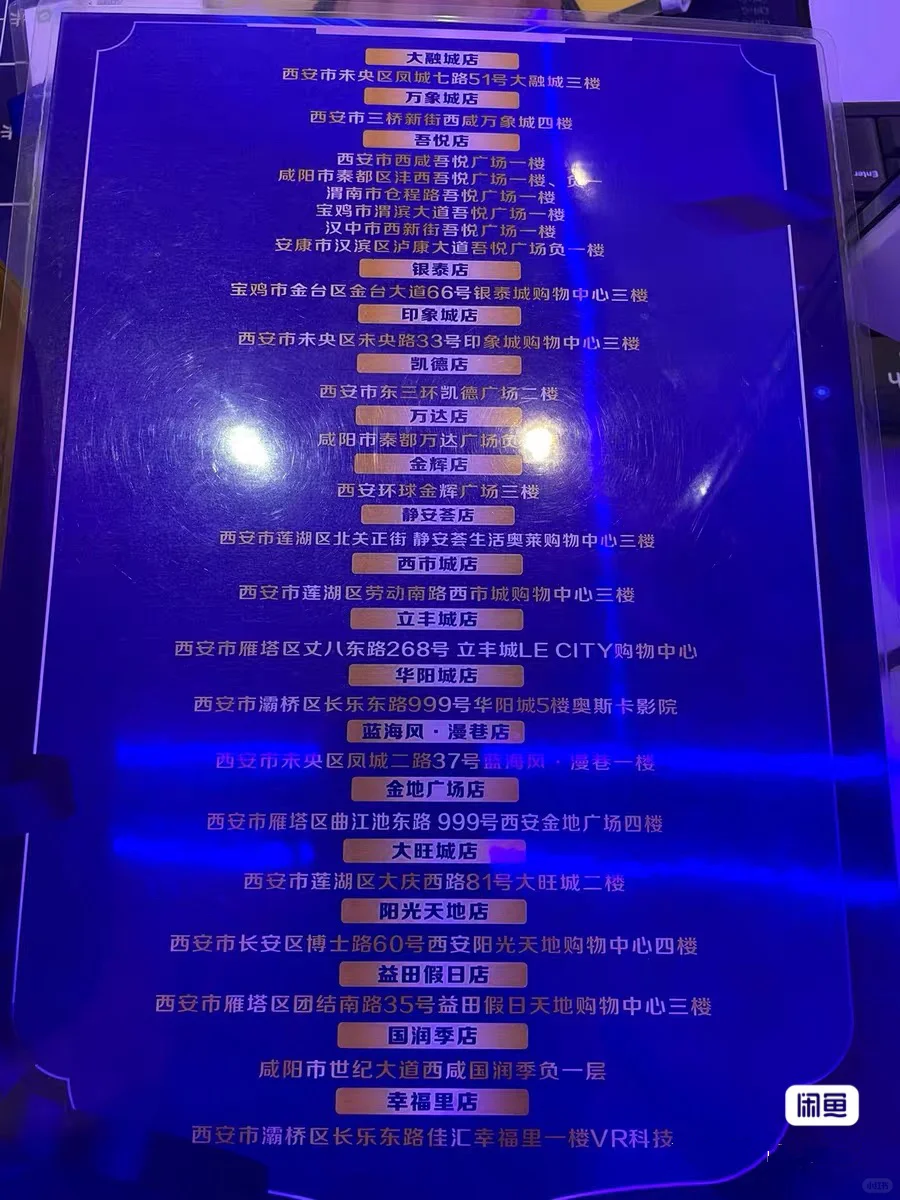 大融城店
西安市未央区凤城七路51号大融城三楼
万象城店
西安市三桥新街西咸万象城四楼
吾悦店
西安市西咸吾悦广场一楼
咸阳市秦都区沣西吾悦广场一楼、负一
渭南市仓程路吾悦广场一楼
宝鸡市渭滨大道吾悦广场一楼
汉中市西新街吾悦广场一楼
安康市汉滨区泸康大道吾悦广场负一楼
银泰店
宝鸡市金台区金台大道66号银泰城购物中心三楼
印象城店
西安市未央区未央路33号印象城购物中心三楼
凯德店
西安市东三环凯德广场二楼
万达店
咸阳市秦都万达广场负
金辉店
西安环球金辉广场三楼
静安荟店
西安市莲湖区北关正街 静安荟生活奥莱购物中心三楼
西市城店
西安市莲湖区劳动南路西市城购物中心三楼
立丰城店
西安市雁塔区丈八东路268号 立丰城LE CITY购物中心
华阳城店
西安市灞桥区长乐东路999号华阳城5楼奥斯卡影院
蓝海风·漫巷店
西安市未央区凤城二路37号蓝海风·漫巷一楼
金地广场店
西安市雁塔区曲江池东路 999号西安金地广场四楼
大旺城店
西安市莲湖区大庆西路81号大旺城二楼
阳光天地店
西安市长安区博士路60号西安阳光天地购物中心四楼
益田假日店
西安市雁塔区团结南路35号益田假日天地购物中心三楼
国润季店
咸阳市世纪大道西咸国润季负一层
幸福里店
西安市灞桥区长乐东路佳汇幸福里一楼VR科技
Enter
闲鱼
小红书